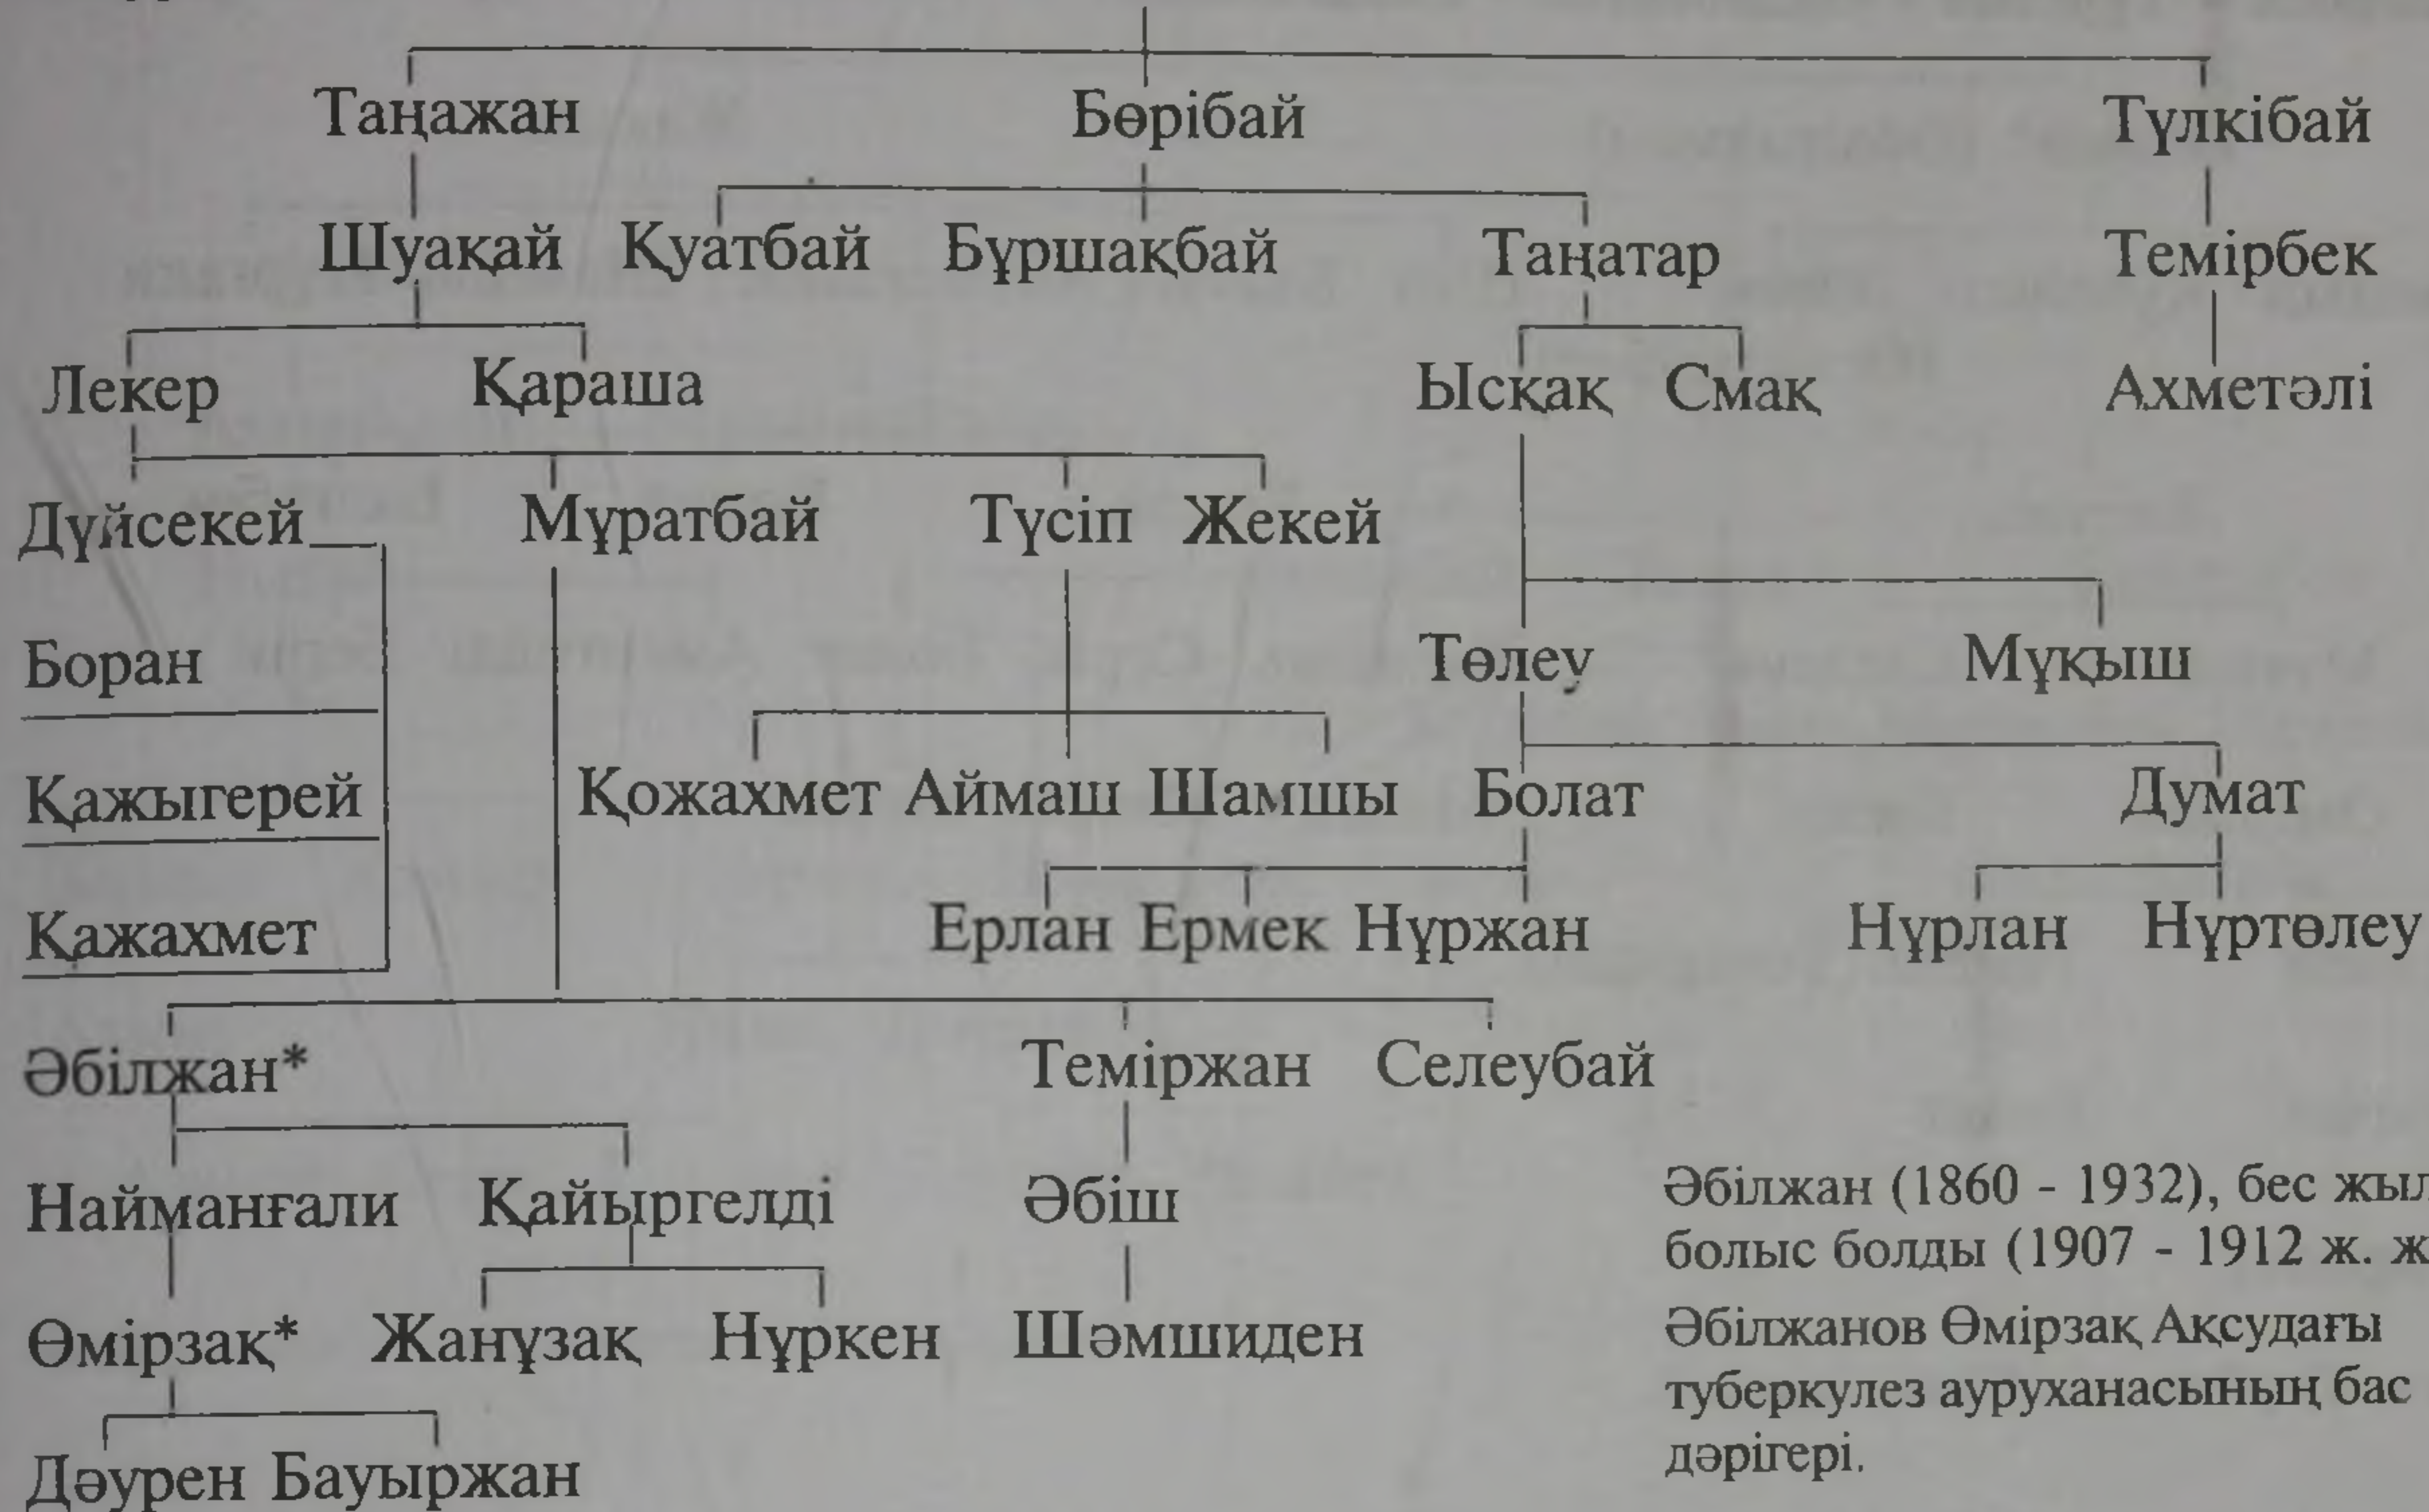 Таңажан Бөрібай Түлкібай
Шуақай Қуатбай Бұршақбай Таңатар Темірбек
Лекер Қараша Ысқақ Смақ Ахметәлі
Дүйсекей Мұратбай Түсіп Жекей
Боран Төлеу Мұқыш
Қажыгерей Қожахмет Аймаш Шамшы Болат Думат
Қажахмет Ерлан Ермек Нұржан Нұрлан Нұртөлеу
Әбілжан* Теміржан Селеубай
Найманғали Қайыргелді Әбіш
Өмірзақ* Жанұзақ Нұркен Шәмшиден
Дәурен Бауыржан
Әбілжан (1860 - 1932), бес жыл
болыс болды (1907 - 1912 ж. ж
Әбілжанов Өмірзақ Ақсудағы
туберкулез ауруханасының бас
дәрігері.